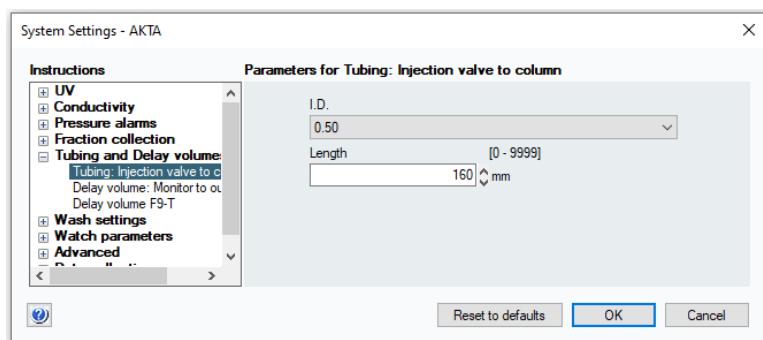 System Settings - AKTA
Instructions
UV
Conductivity
Pressure alarms
Fraction collection
Tubing and Delay volume
Tubing: Injection valve to c
Delay volume: Monitor to ou
Delay volume F9-T
Wash settings
Watch parameters
Advanced
Parameters for Tubing: Injection valve to column
I.D.
0.50
Length [0 - 9999]
160 mm
Reset to defaults OK Cancel